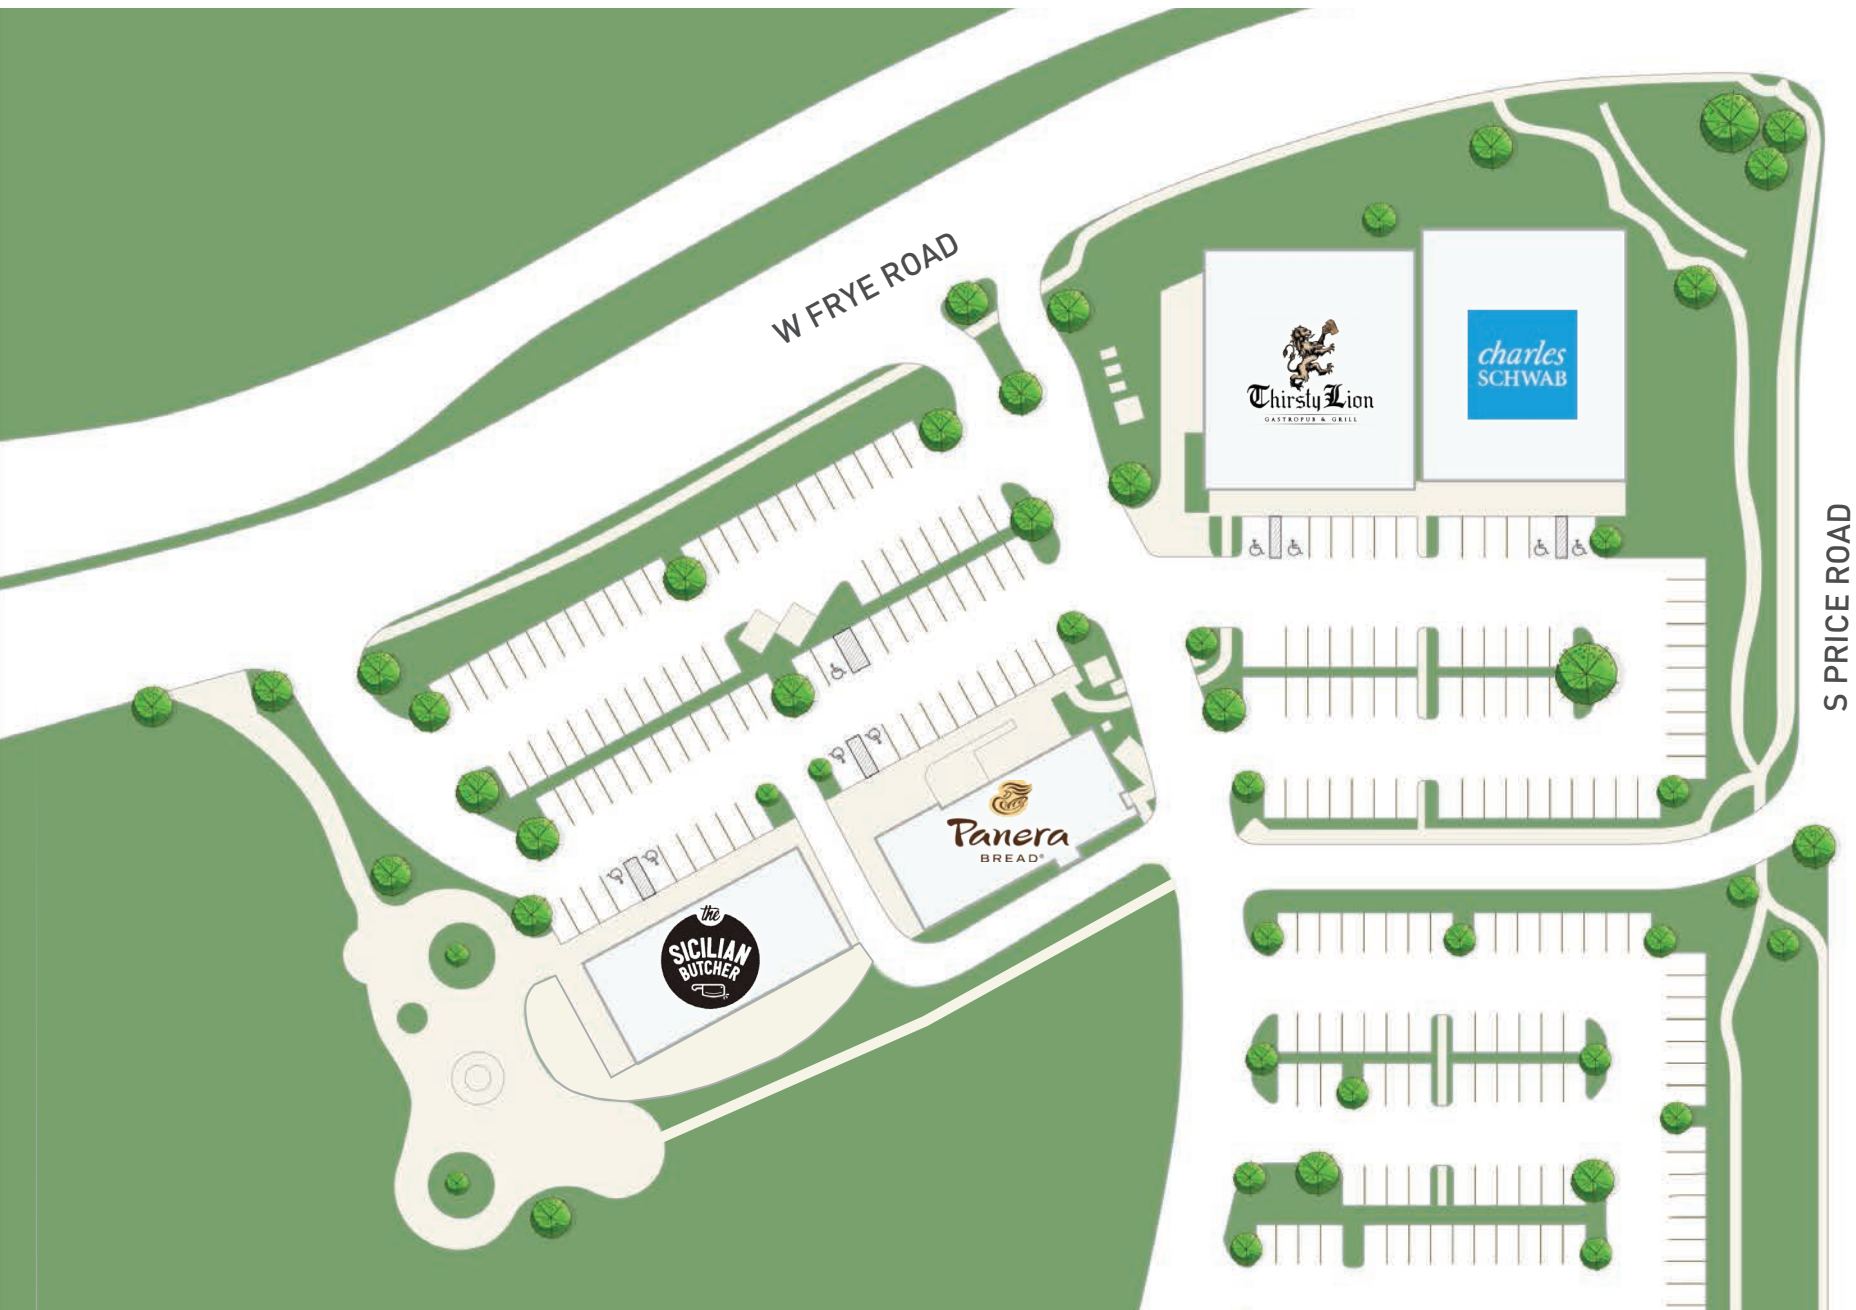 W FRYE ROAD
Thirsty Lion
GASTROPUB & GRILL
charles
SCHWAB
S PRICE ROAD
Panera
BREAD®
the
SICILIAN
BUTCHER